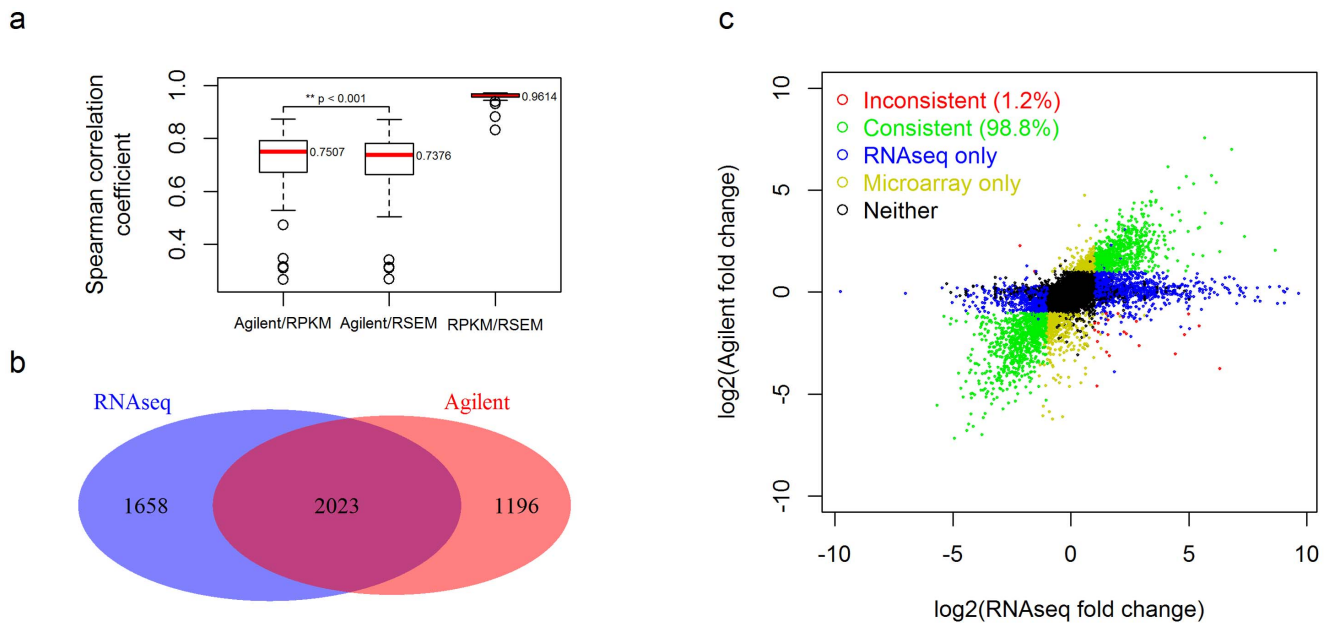 a
Spearman correlation
coefficient
1.0
0.8
0.6
0.4
** p < 0.001
0.7507
0.7376
0.9614
Agilent/RPKM
Agilent/RSEM
RPKM/RSEM
b
RNAseq
Agilent
1658
2023
1196
c
log2(Agilent fold change)
10
5
0
-5
-10
Inconsistent (1.2%)
Consistent (98.8%)
RNAseq only
Microarray only
Neither
-10
-5
0
5
10
log2(RNAseq fold change)